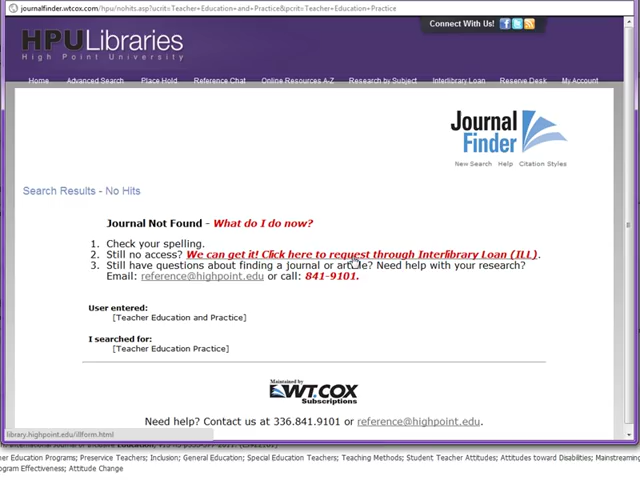 journalfinder.wtcox.com/hpu/nohits.asp?ucrit=Teacher+Education+and+Practice&pcrit=Teacher+Education+Practice
Connect With Us!
HPULibraries
High Point University
Home Advanced Search Place Hold Reference Chat Online Resources A-Z Research by Subject Interlibrary Loan Reserve Desk My Account
Journal
Finder
New Search Help Citation Styles
Search Results - No Hits
Journal Not Found - What do I do now?
1. Check your spelling.
2. Still no access? We can get it! Click here to request through Interlibrary Loan (ILL).
3. Still have questions about finding a journal or article? Need help with your research?
Email: reference@highpoint.edu or call: 841-9101.
User entered:
[Teacher Education and Practice]
I searched for:
[Teacher Education Practice]
Maintained by
WT.COX
Subscriptions
Need help? Contact us at 336.841.9101 or reference@highpoint.edu.
library.highpoint.edu/illform.html
er Education Programs; Preservice Teachers; Inclusion; General Education; Special Education Teachers; Teaching Methods; Student Teacher Attitudes; Attitudes toward Disabilities; Mainstreaming
ogram Effectiveness; Attitude Change